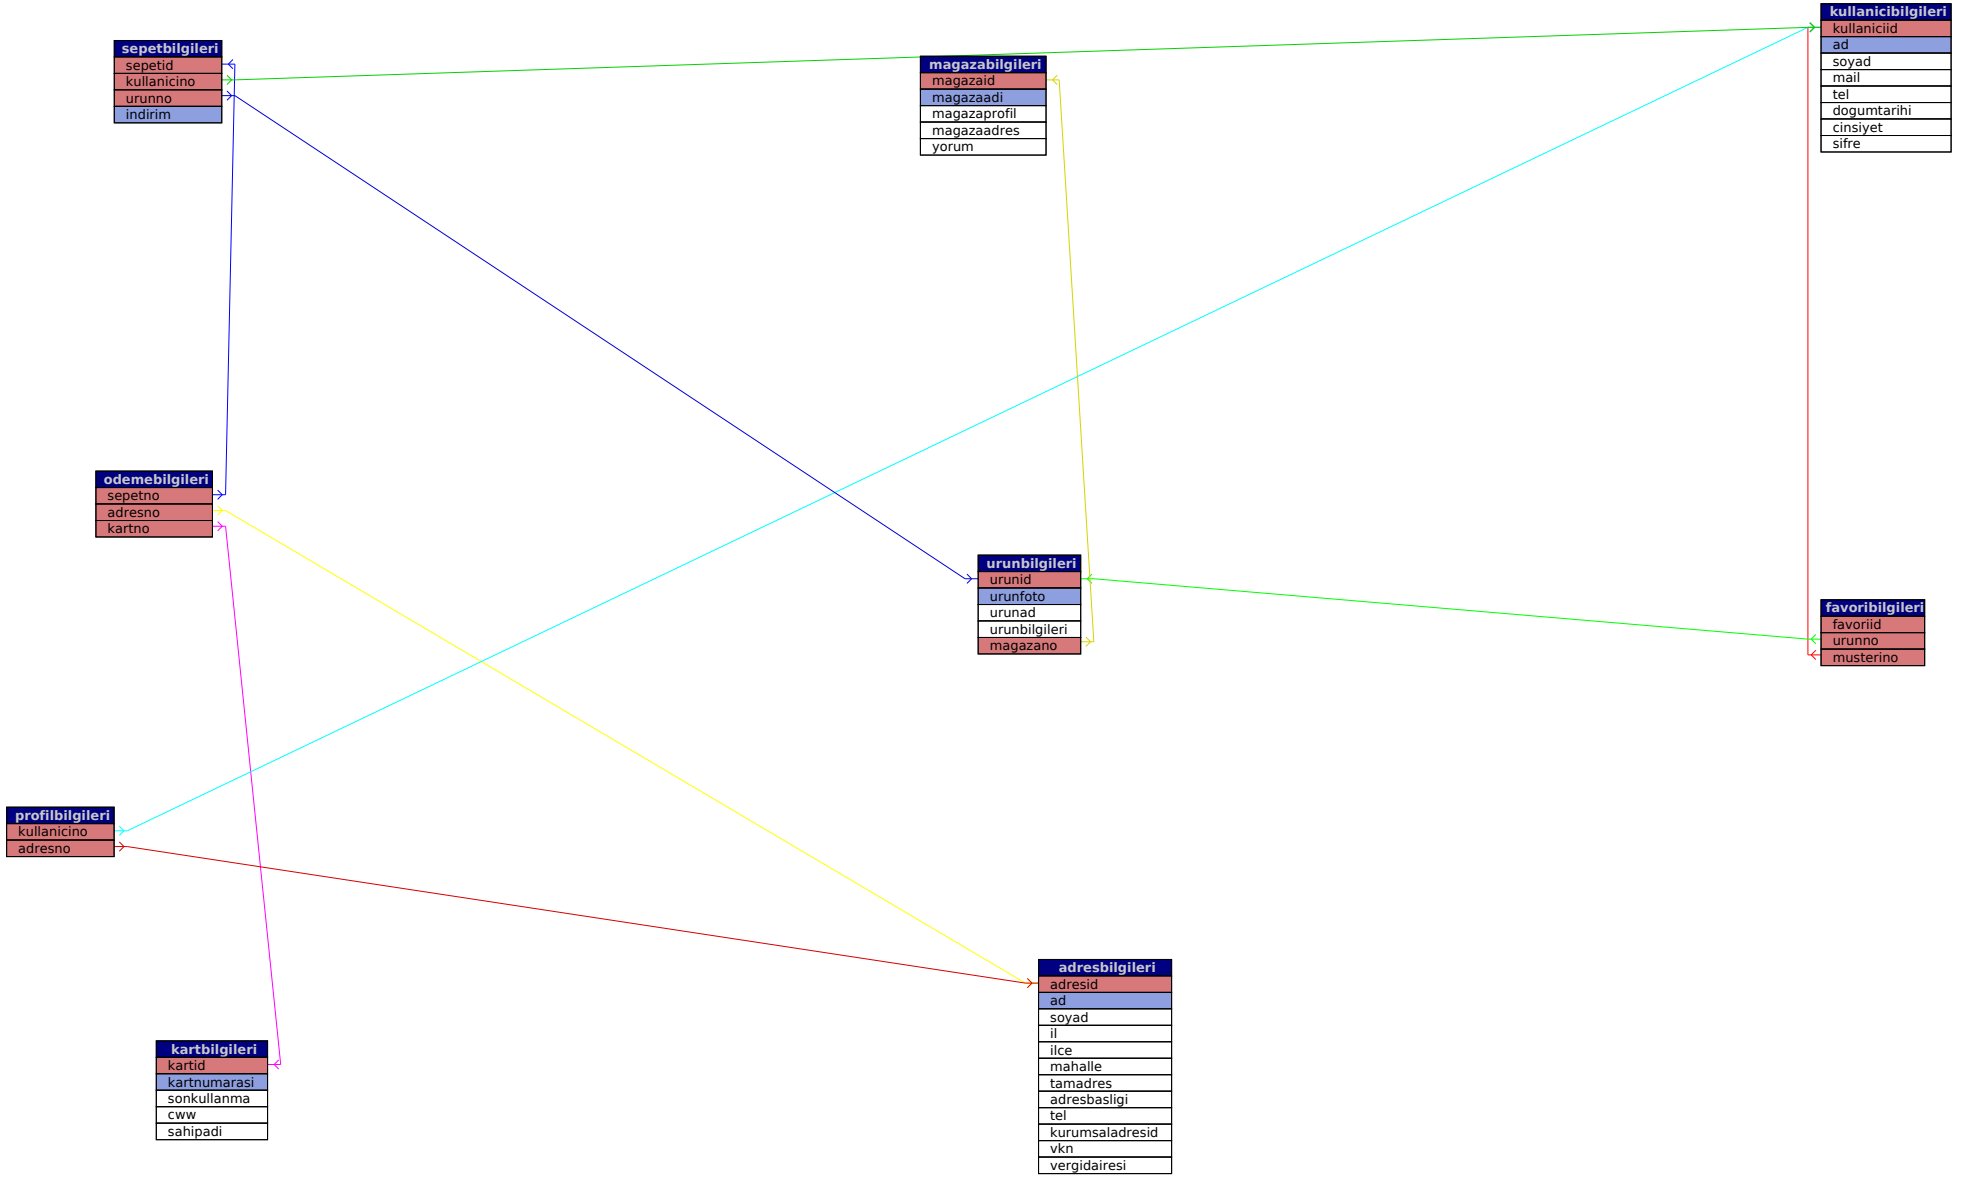 sepetbilgileri
sepetid
kullanicino
urunno
indirim
magazabilgileri
magazaid
magazaadi
magazaprofil
magazaadres
yorum
kullanicibilgileri
kullaniciid
ad
soyad
mail
tel
dogumtarihi
cinsiyet
sifre
odemebilgileri
sepetno
adresno
kartno
urunbilgileri
urunid
urunfoto
urunad
urunbilgileri
magazano
favoribilgileri
favoriid
urunno
musterino
profilbilgileri
kullanicino
adresno
kartbilgileri
kartid
kartnumarasi
sonkullanma
cww
sahipadi
adresbilgileri
adresid
ad
soyad
il
ilce
mahalle
tamadres
adresbasligi
tel
kurumsaladresid
vkn
vergidairesi